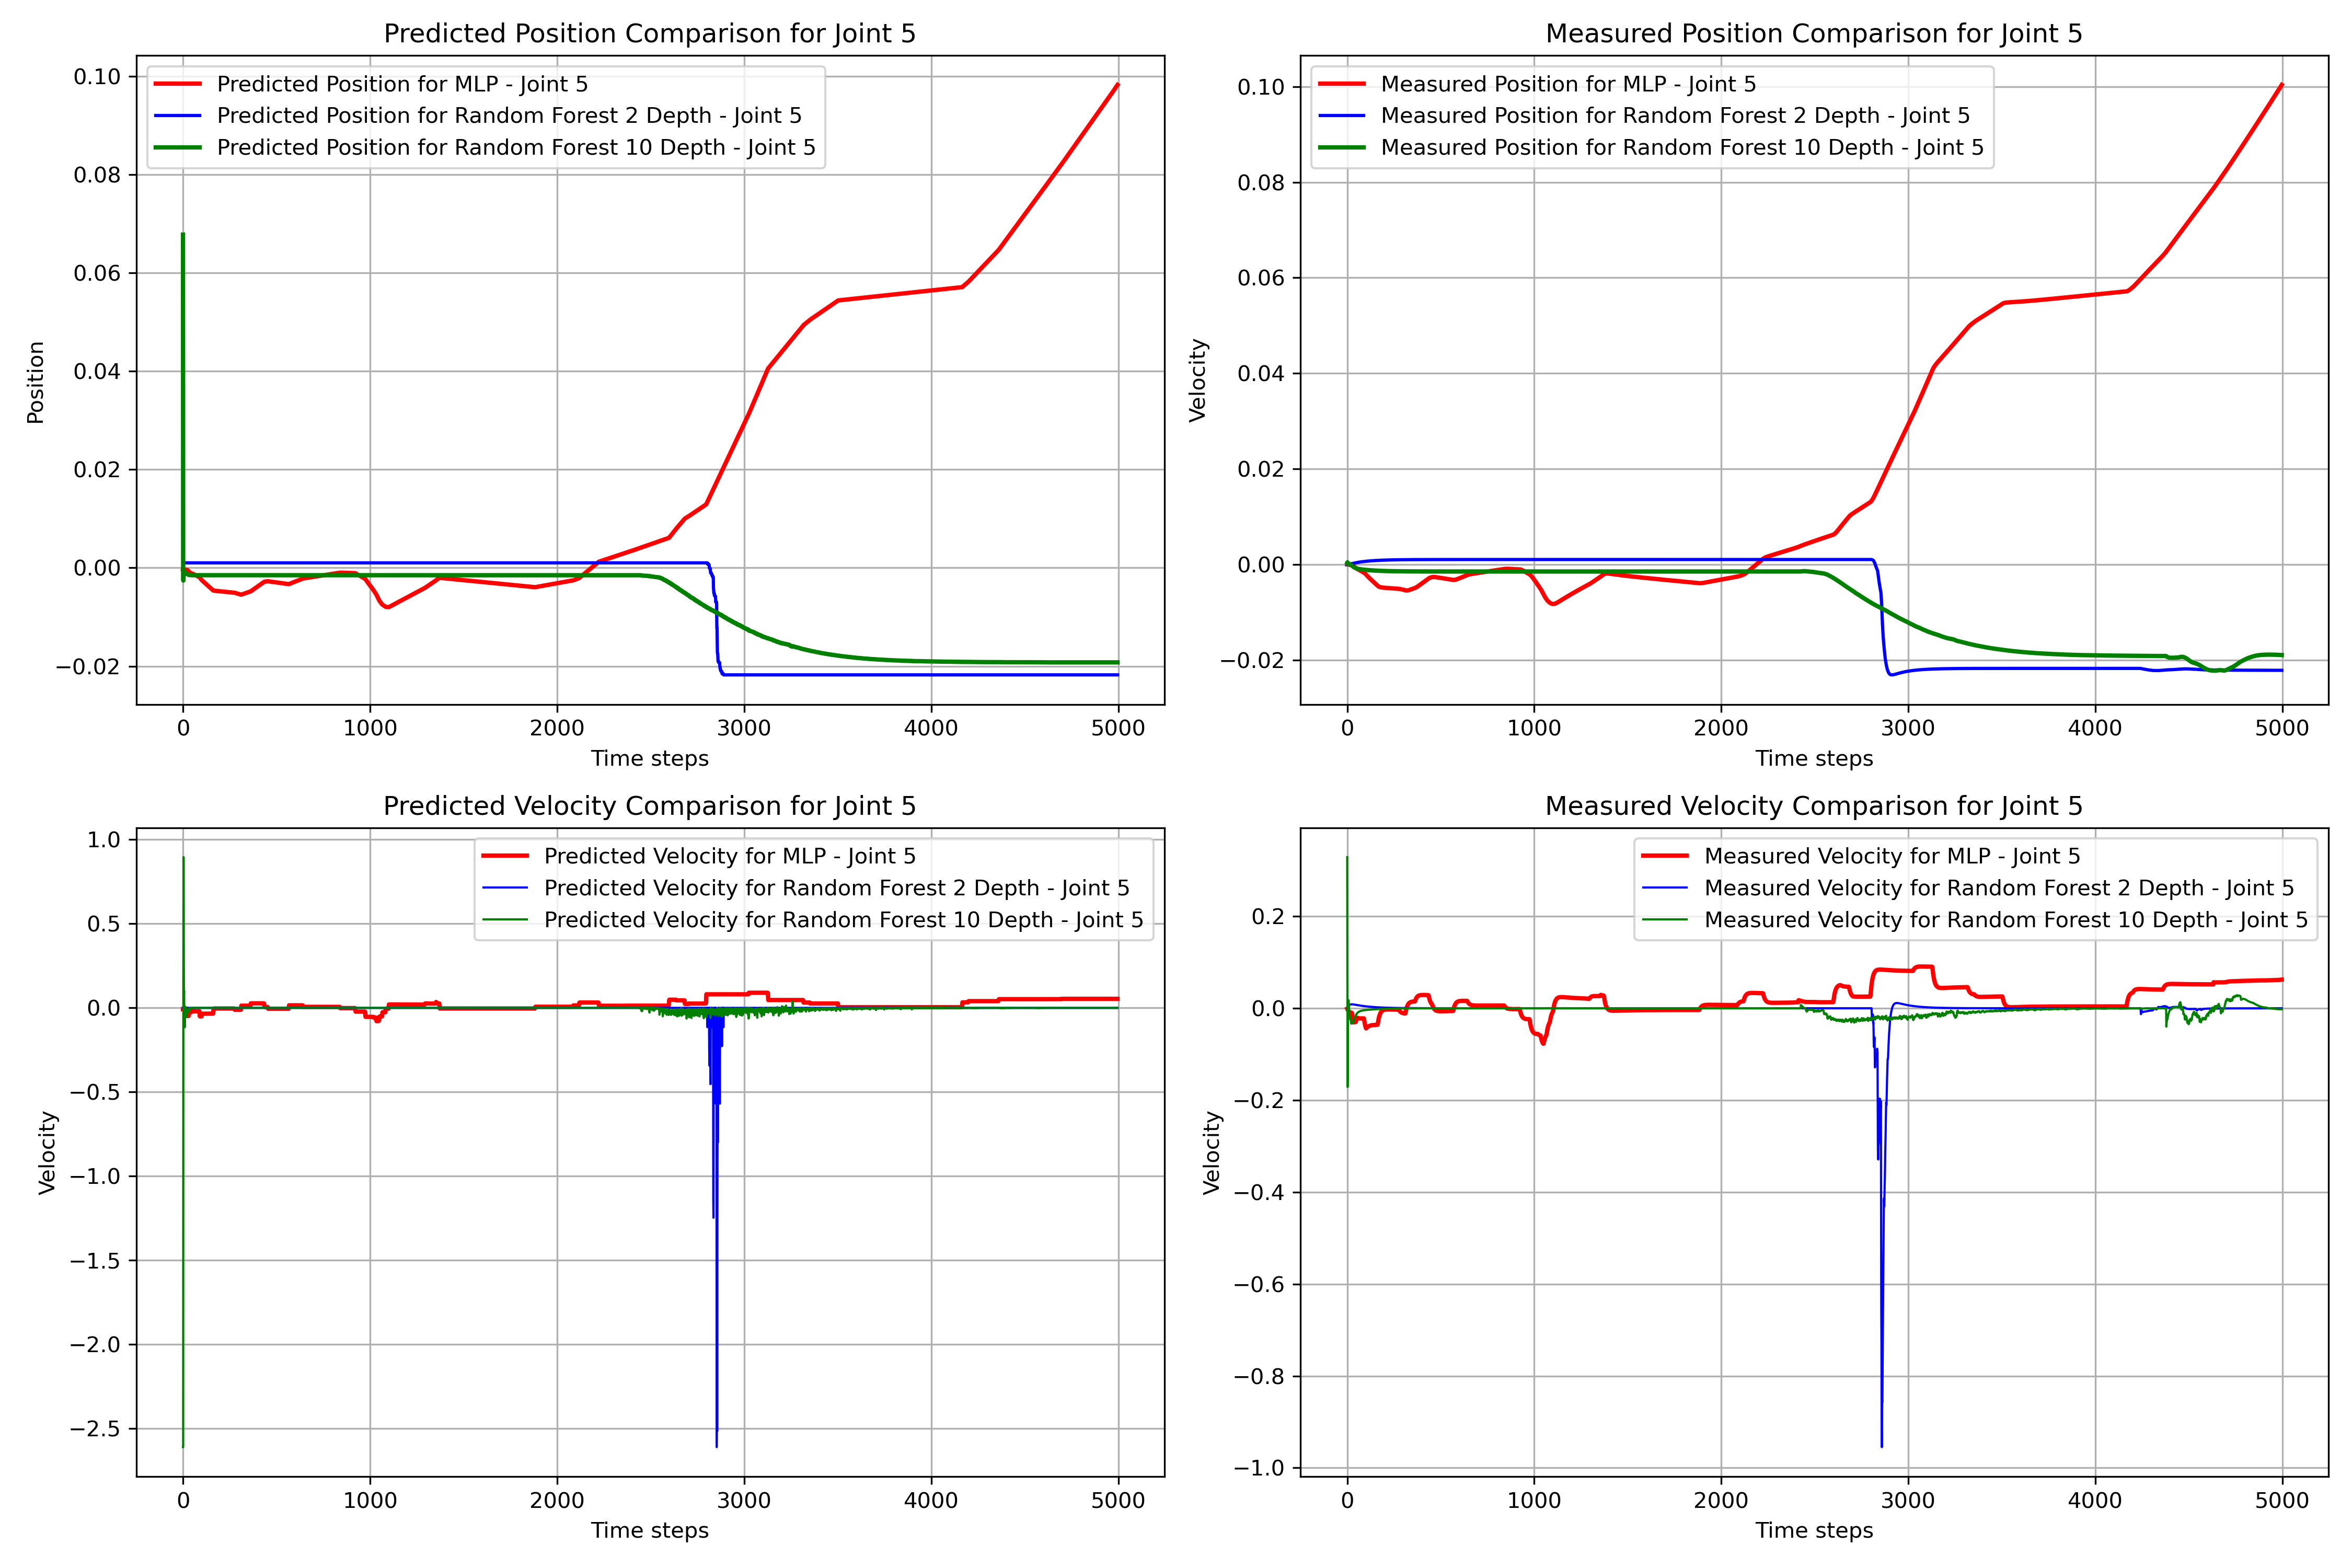 Predicted Position Comparison for Joint 5
Predicted Position for MLP - Joint 5
Predicted Position for Random Forest 2 Depth - Joint 5
Predicted Position for Random Forest 10 Depth - Joint 5
0.10
0.08
0.06
0.04
0.02
0.00
−0.02
Position
0
1000
2000
3000
4000
5000
Time steps
Measured Position Comparison for Joint 5
Measured Position for MLP - Joint 5
Measured Position for Random Forest 2 Depth - Joint 5
Measured Position for Random Forest 10 Depth - Joint 5
0.10
0.08
0.06
0.04
0.02
0.00
−0.02
Velocity
0
1000
2000
3000
4000
5000
Time steps
Predicted Velocity Comparison for Joint 5
Predicted Velocity for MLP - Joint 5
Predicted Velocity for Random Forest 2 Depth - Joint 5
Predicted Velocity for Random Forest 10 Depth - Joint 5
1.0
0.5
0.0
−0.5
−1.0
−1.5
−2.0
−2.5
Velocity
0
1000
2000
3000
4000
5000
Time steps
Measured Velocity Comparison for Joint 5
Measured Velocity for MLP - Joint 5
Measured Velocity for Random Forest 2 Depth - Joint 5
Measured Velocity for Random Forest 10 Depth - Joint 5
0.2
0.0
−0.2
−0.4
−0.6
−0.8
−1.0
Velocity
0
1000
2000
3000
4000
5000
Time steps